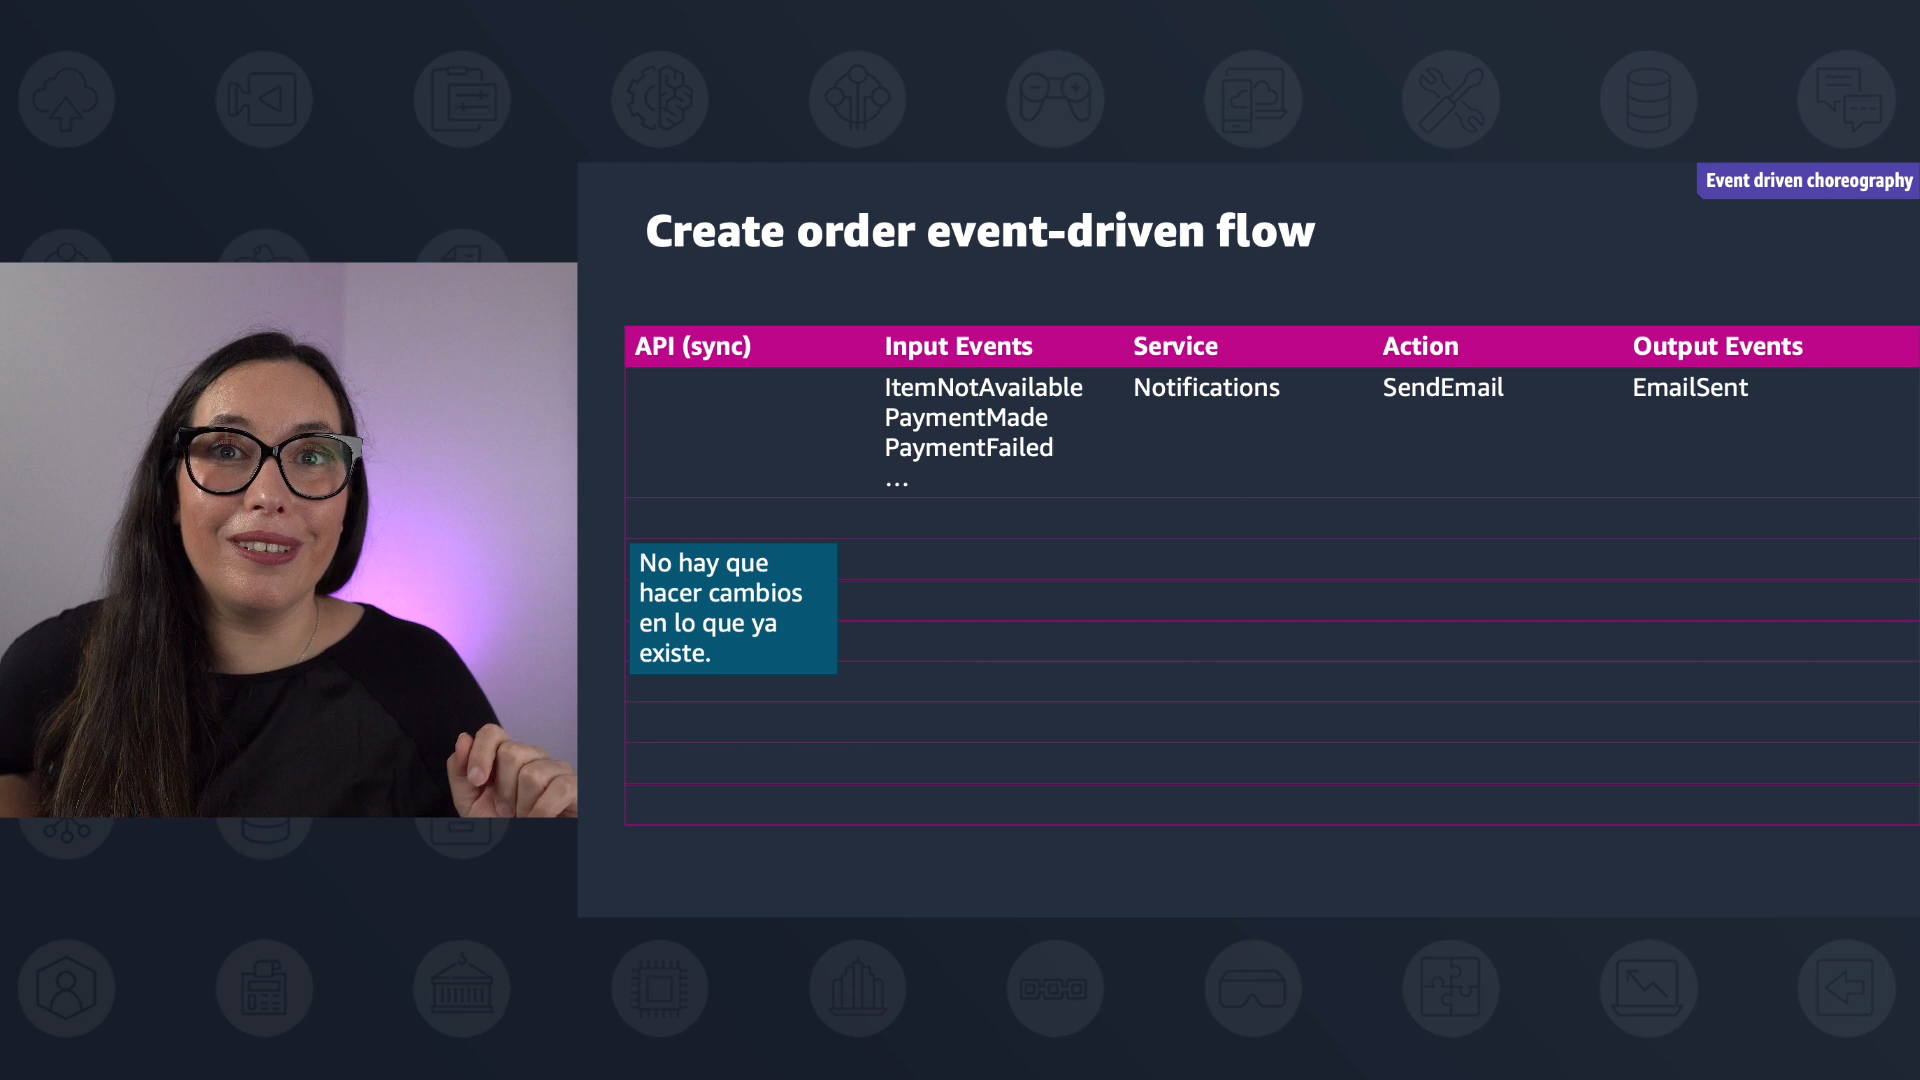 Event driven choreography
Create order event-driven flow
API (sync) Input Events Service Action Output Events
ItemNotAvailable Notifications SendEmail EmailSent
PaymentMade
PaymentFailed
...
No hay que
hacer cambios
en lo que ya
existe.